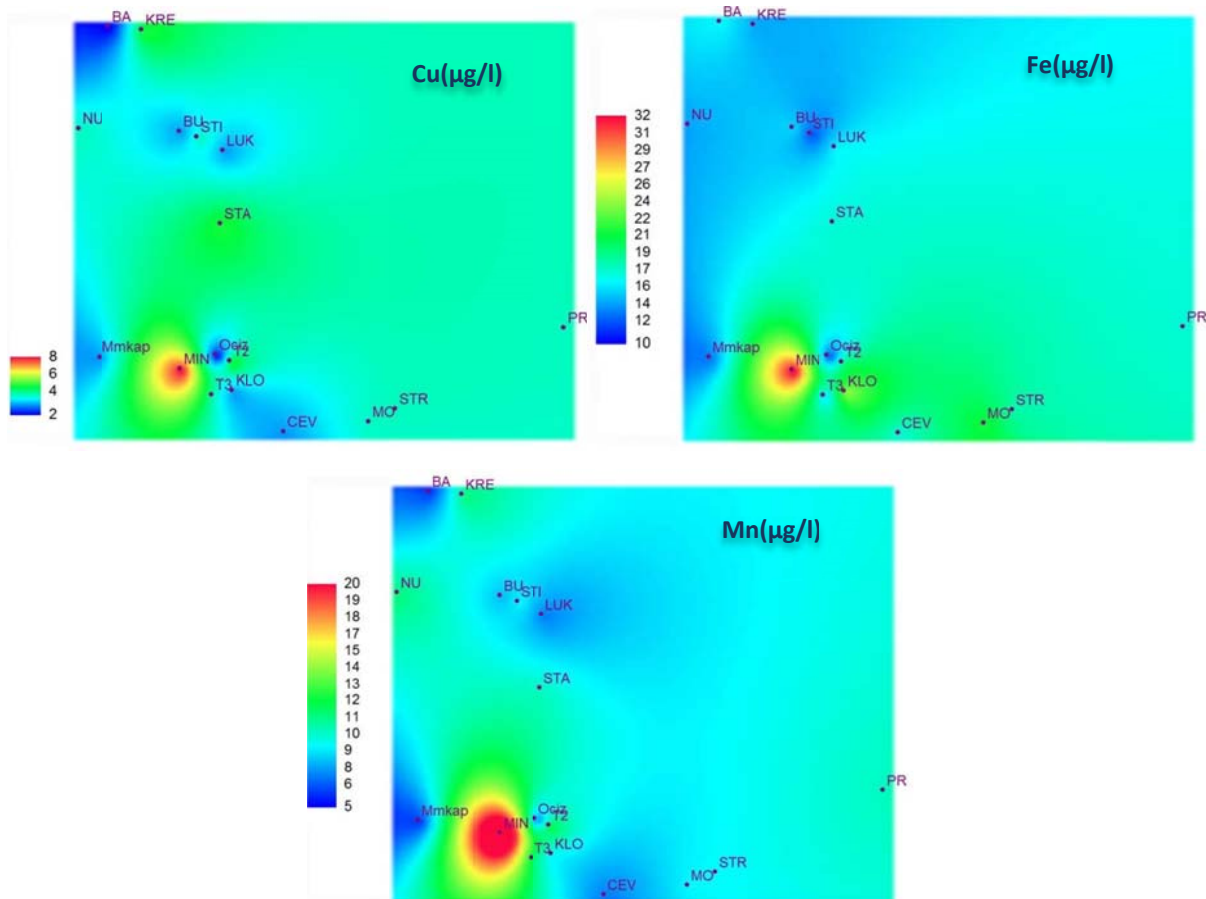 BA KRE
Cu(µg/l)
NU BU STI LUK
STA
PR
Mmkap MIN Ociz T2
T3 KLO
CEV MO STR
8
6
4
2
BA KRE
Fe(µg/l)
NU BU STI LUK
STA
PR
Mmkap MIN Ociz T2
T3 KLO
CEV MO STR
32
29
27
26
24
22
21
19
17
16
14
12
10
BA KRE
Mn(µg/l)
NU BU STI LUK
STA
PR
Mmkap MIN Ociz T2
T3 KLO
CEV MO STR
20
19
18
17
15
14
13
12
11
10
9
8
6
5